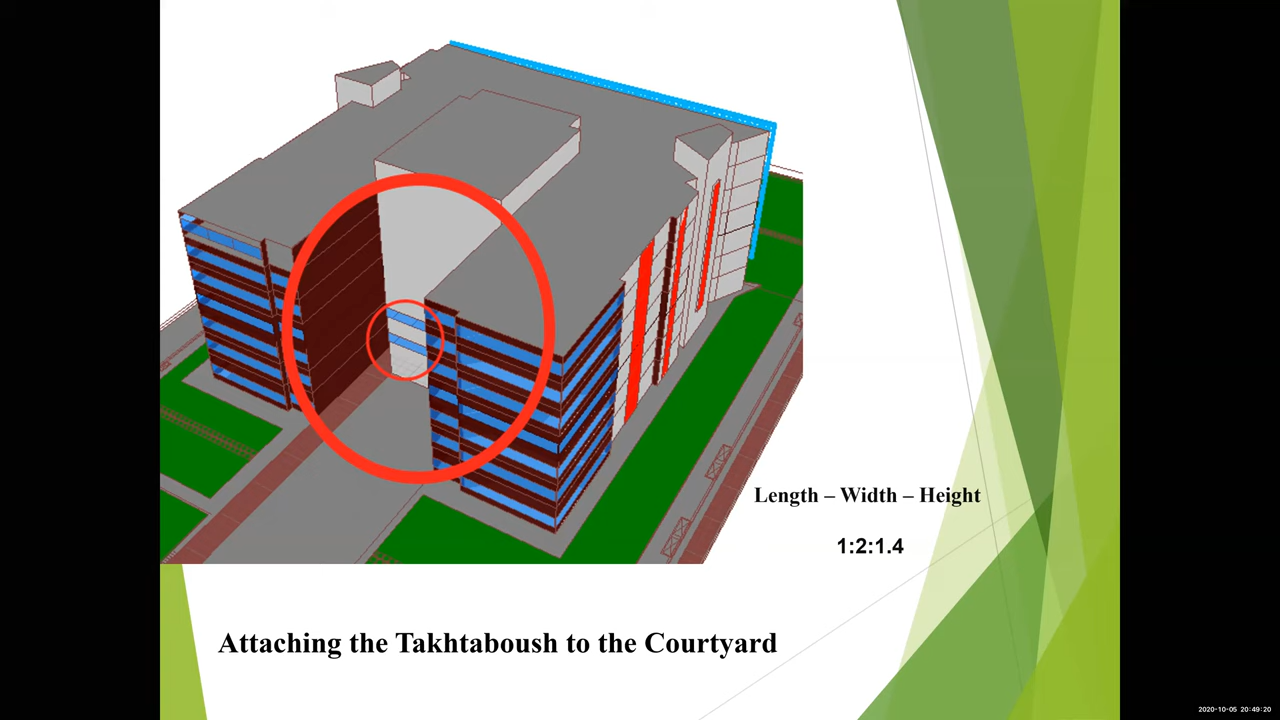 Length – Width – Height
1:2:1.4
Attaching the Takhtaboush to the Courtyard
2020-10-05 20:49:20